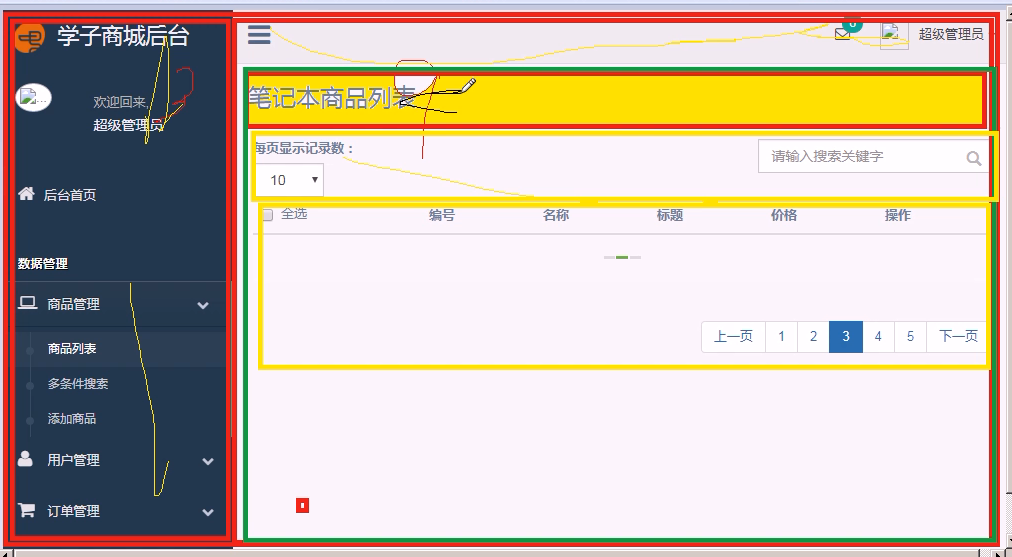 学子商城后台
0
超级管理员
欢迎回来,
超级管理员
后台首页
数据管理
商品管理
商品列表
多条件搜索
添加商品
用户管理
订单管理
笔记本商品列表
每页显示记录数：
10
请输入搜索关键字
全选 编号 名称 标题 价格 操作
上一页 1 2 3 4 5 下一页